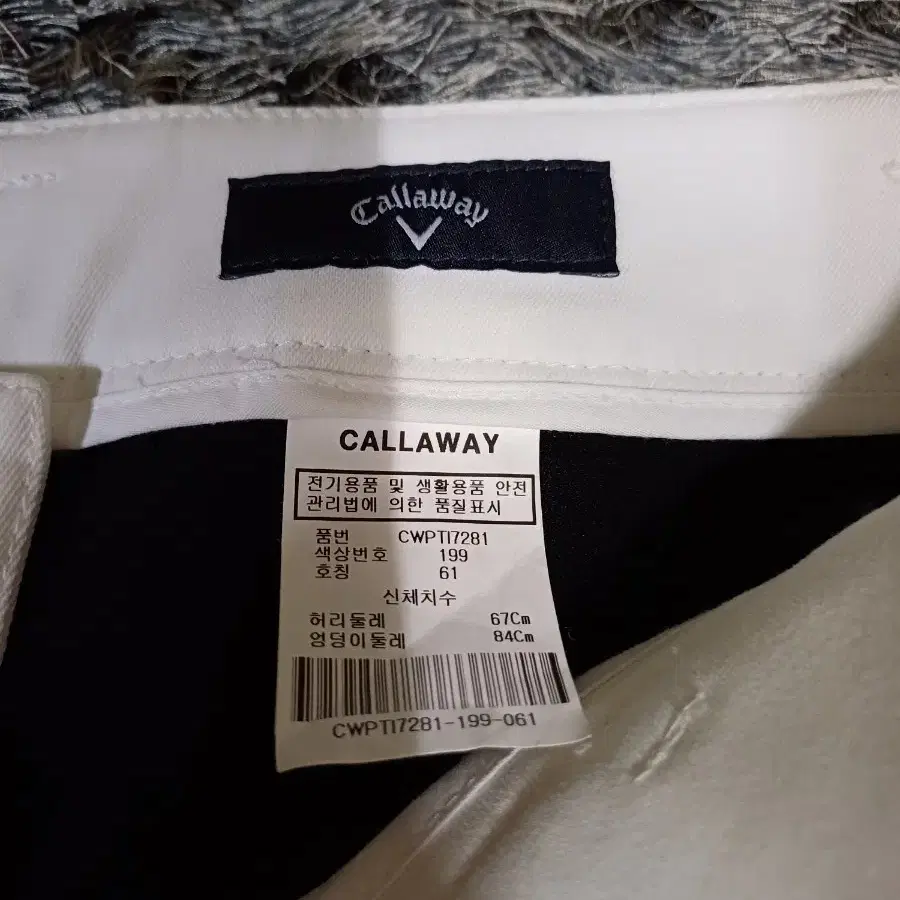 Callaway
CALLAWAY
전기용품 및 생활용품 안전
관리법에 의한 품질표시
품번 CWPTI7281
색상번호 199
호칭 61
신체치수
허리둘레 67Cm
엉덩이둘레 84Cm
CWPTI7281-199-061